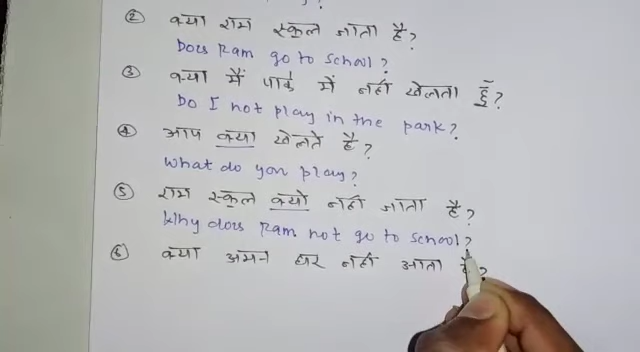 ② क्या राम स्कूल जाता है?
Does Ram go to school?
③ क्या मैं पार्क में नहीं खेलता हूँ?
Do I not play in the park?
④ आप क्या खेलते है?
What do you play?
⑤ राम स्कूल क्यों नहीं जाता है?
Why does Ram not go to school?
⑥ क्या अमन घर नहीं आता है?